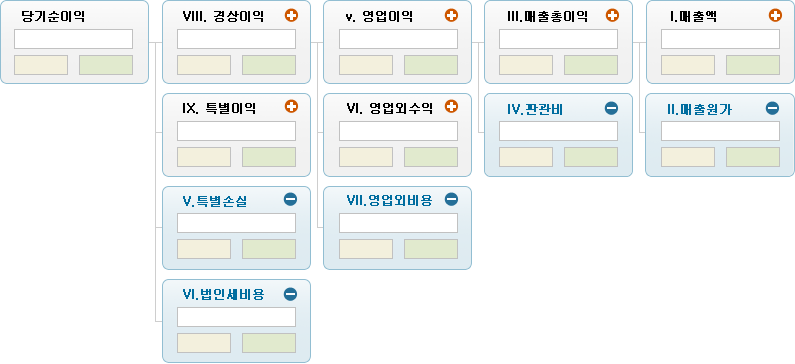 당기순이익
VIII. 경상이익
v. 영업이익
III.매출총이익
I.매출액
IX. 특별이익
VI. 영업외수익
IV.판관비
II.매출원가
V.특별손실
VII.영업외비용
VI.법인세비용